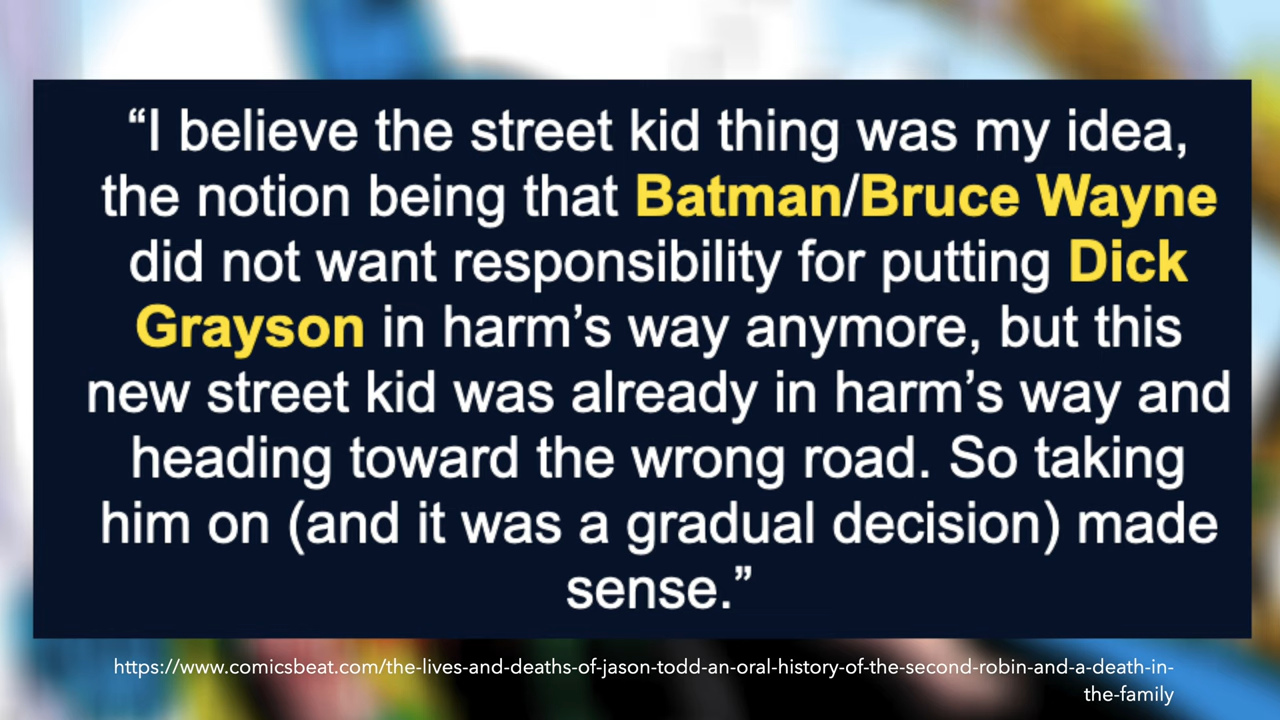 “I believe the street kid thing was my idea,
the notion being that Batman/Bruce Wayne
did not want responsibility for putting Dick
Grayson in harm’s way anymore, but this
new street kid was already in harm’s way and
heading toward the wrong road. So taking
him on (and it was a gradual decision) made
sense.”
https://www.comicsbeat.com/the-lives-and-deaths-of-jason-todd-an-oral-history-of-the-second-robin-and-a-death-in-
the-family